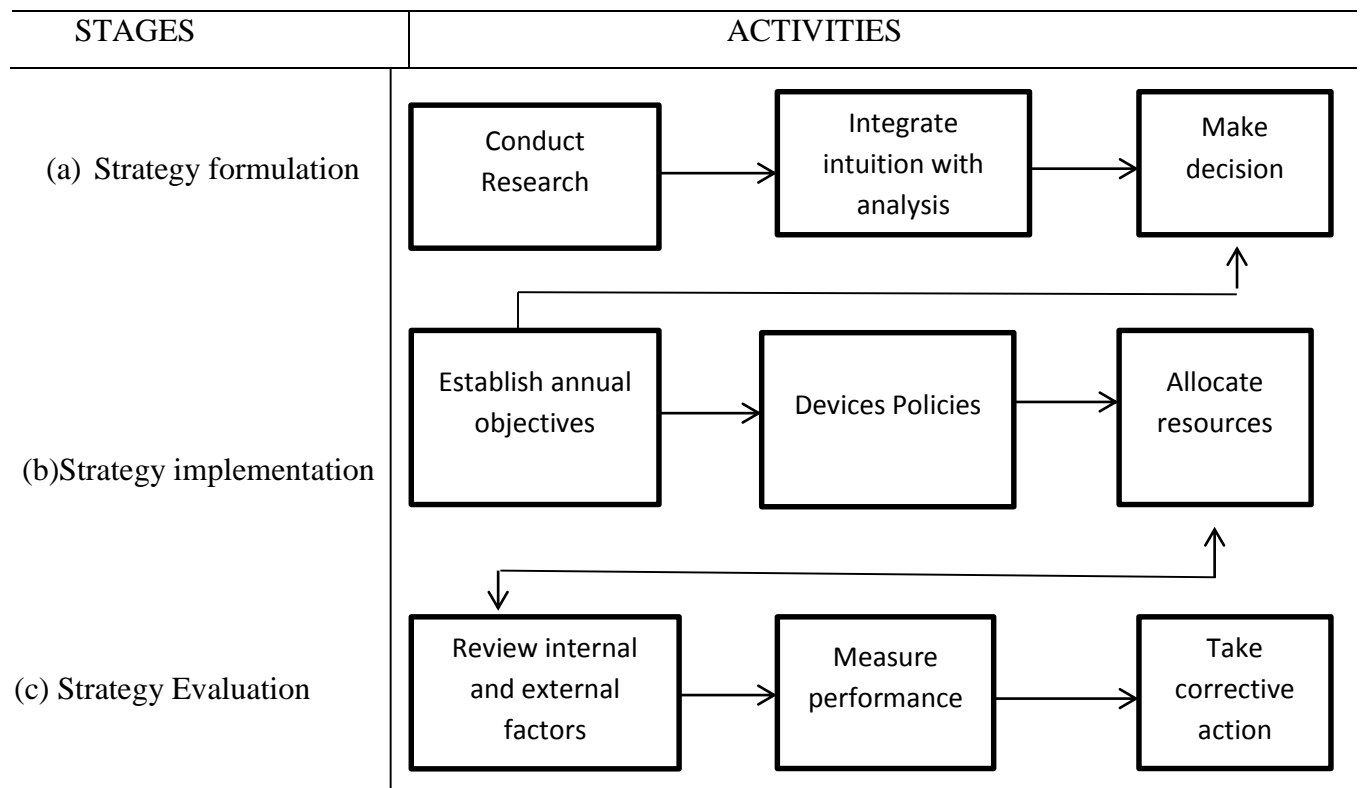 STAGES
ACTIVITIES
(a) Strategy formulation
Conduct
Research
Integrate
intuition with
analysis
Make
decision
(b)Strategy implementation
Establish annual
objectives
Devices Policies
Allocate
resources
(c) Strategy Evaluation
Review internal
and external
factors
Measure
performance
Take
corrective
action